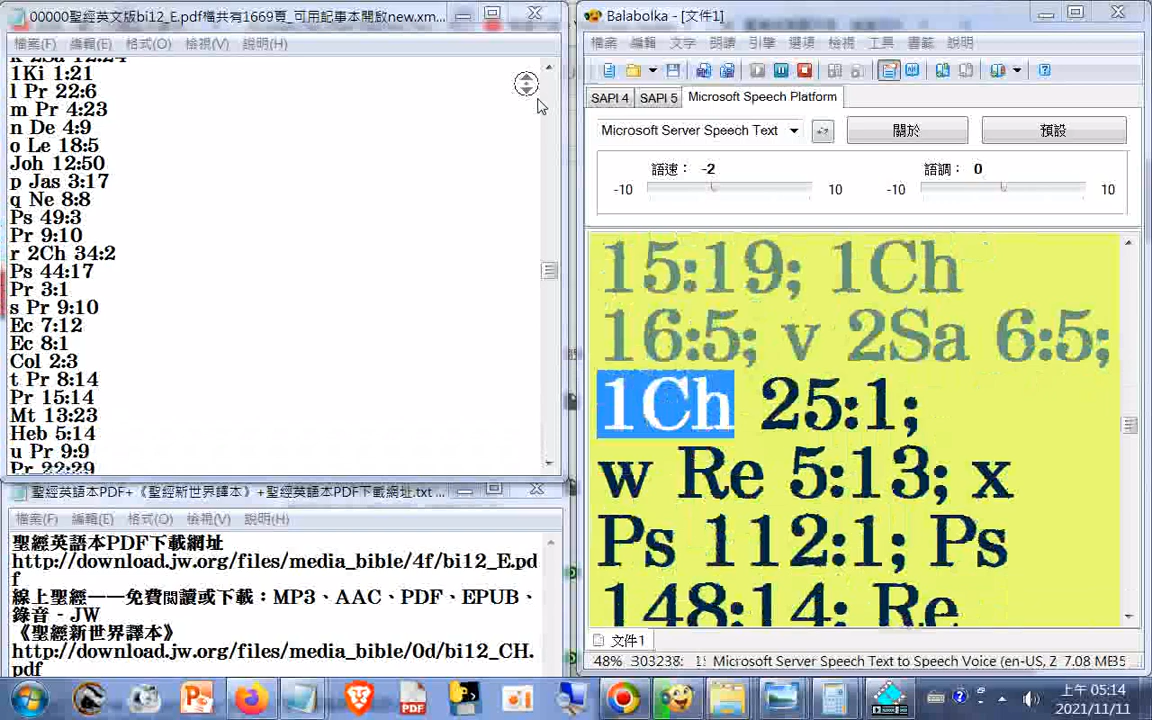 00000聖經英文版bi12_E.pdf檔共有1669頁_可用記事本開啟new.xm...
檔案(F) 編輯(E) 格式(O) 檢視(V) 說明(H)
k 2Sa 12:24
1Ki 1:21
l Pr 22:6
m Pr 4:23
n De 4:9
o Le 18:5
Joh 12:50
p Jas 3:17
q Ne 8:8
Ps 49:3
Pr 9:10
r 2Ch 34:2
Ps 44:17
Pr 3:1
s Pr 9:10
Ec 7:12
Ec 8:1
Col 2:3
t Pr 8:14
Pr 15:14
Mt 13:23
Heb 5:14
u Pr 9:9
Pr 22:29
聖經英語本PDF+《聖經新世界譯本》+聖經英語本PDF下載網址.txt ...
檔案(F) 編輯(E) 格式(O) 檢視(V) 說明(H)
聖經英語本PDF下載網址
http://download.jw.org/files/media_bible/4f/bi12_E.pd
f
線上聖經——免費閱讀或下載：MP3、AAC、PDF、EPUB、
錄音 - JW
《聖經新世界譯本》
http://download.jw.org/files/media_bible/0d/bi12_CH.
pdf
Balabolka - [文件1]
檔案 編輯 文字 朗讀 引擎 選項 檢視 工具 書籤 說明
SAPI 4 SAPI 5 Microsoft Speech Platform
Microsoft Server Speech Text 關於 預設
語速： -2 語調： 0
-10 10 -10 10
15:19; 1Ch
16:5; v 2Sa 6:5;
1Ch 25:1;
w Re 5:13; x
Ps 112:1; Ps
148:14; Re
文件1
48% 303238: Microsoft Server Speech Text to Speech Voice (en-US, Z 7.08 MB
PDF
上午 05:14
2021/11/11